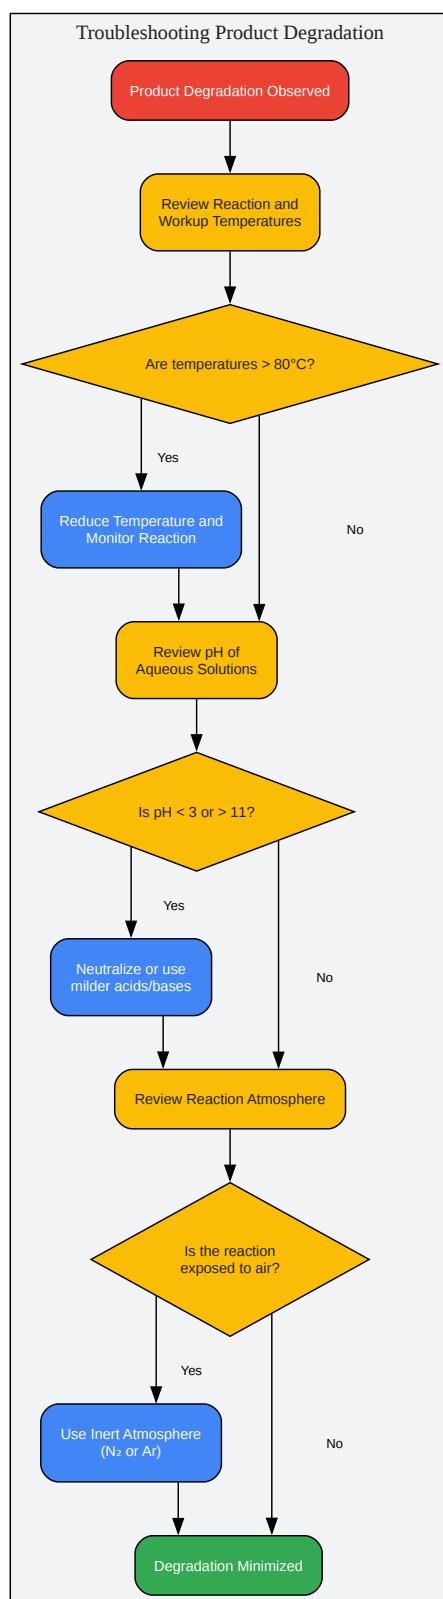 Troubleshooting Product Degradation
Product Degradation Observed
Review Reaction and
Workup Temperatures
Are temperatures > 80°C?
Yes
Reduce Temperature and
Monitor Reaction
No
Review pH of
Aqueous Solutions
Is pH < 3 or > 11?
Yes
Neutralize or use
milder acids/bases
No
Review Reaction Atmosphere
Is the reaction
exposed to air?
Yes
Use Inert Atmosphere
(N₂ or Ar)
No
Degradation Minimized